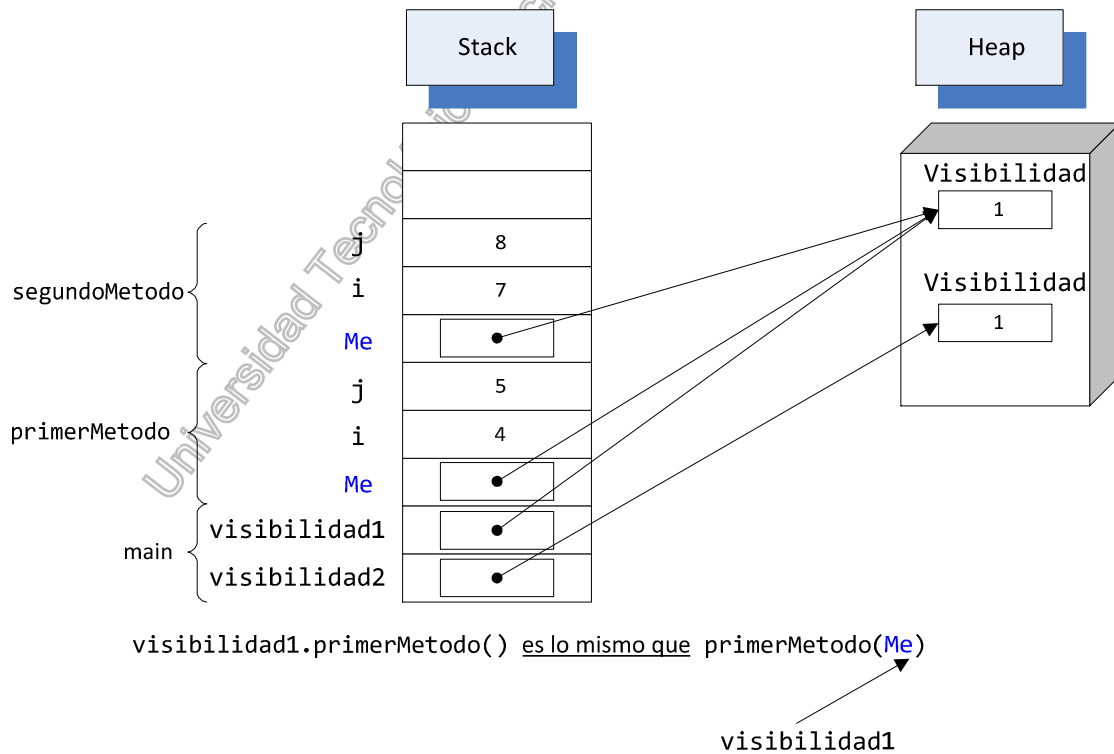 Stack
Heap
Visibilidad
1
j
8
segundoMetodo
i
7
Visibilidad
1
Me
j
5
primerMetodo
i
4
Me
visibilidad1
main
visibilidad2
visibilidad1.primerMetodo() es lo mismo que primerMetodo(Me)
visibilidad1
Universidad